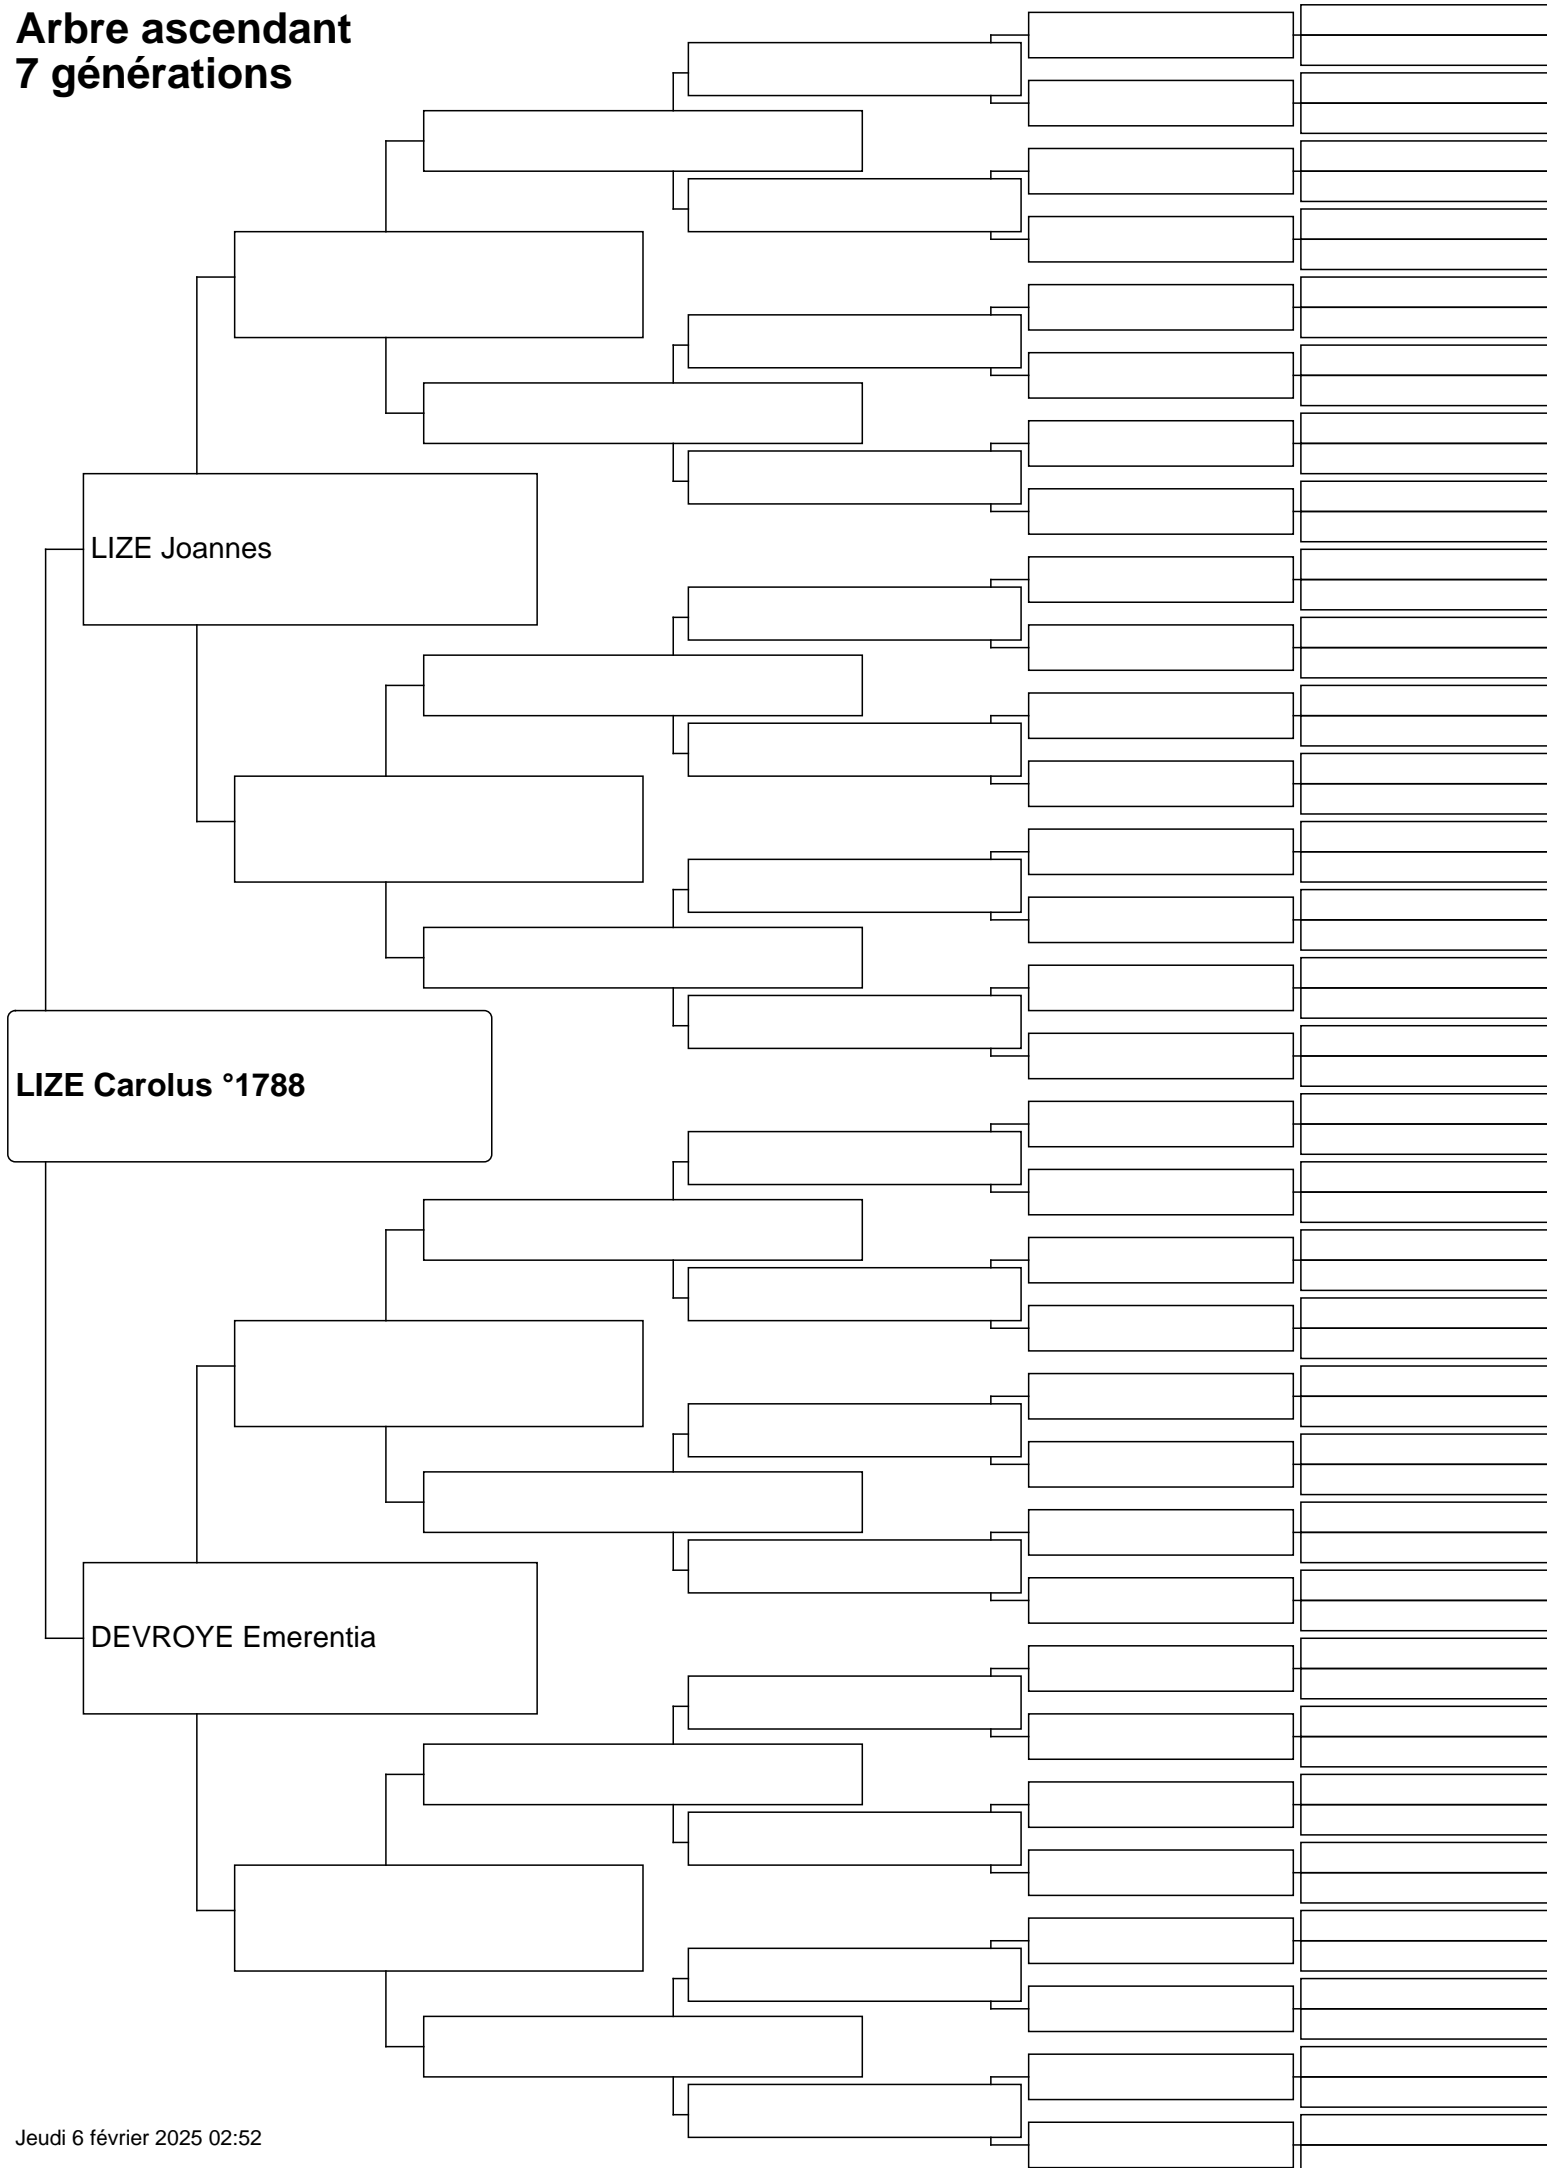 Arbre ascendant
7 générations
LIZE Joannes
LIZE Carolus °1788
DEVROYE Emerentia
Jeudi 6 février 2025 02:52